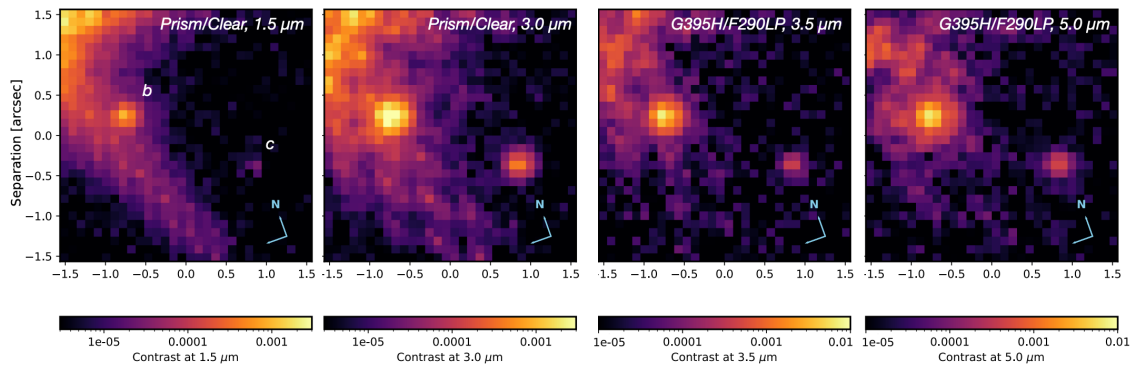 Prism/Clear, 1.5 μm
Prism/Clear, 3.0 μm
G395H/F290LP, 3.5 μm
G395H/F290LP, 5.0 μm
b
c
N
N
N
N
Separation [arcsec]
1.5
1.0
0.5
0.0
−0.5
−1.0
−1.5
−1.5 −1.0 −0.5 0.0 0.5 1.0 1.5
−1.5 −1.0 −0.5 0.0 0.5 1.0 1.5
−1.5 −1.0 −0.5 0.0 0.5 1.0 1.5
−1.5 −1.0 −0.5 0.0 0.5 1.0 1.5
1e-05 0.0001 0.001
Contrast at 1.5 μm
1e-05 0.0001 0.001
Contrast at 3.0 μm
1e-05 0.0001 0.001 0.01
Contrast at 3.5 μm
1e-05 0.0001 0.001 0.01
Contrast at 5.0 μm